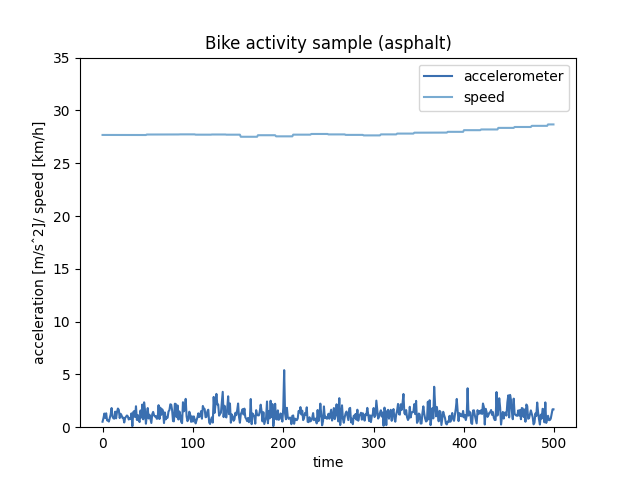 Bike activity sample (asphalt)
accelerometer
speed
35
30
25
20
15
10
5
0
acceleration [m/s^2]/ speed [km/h]
0 100 200 300 400 500
time